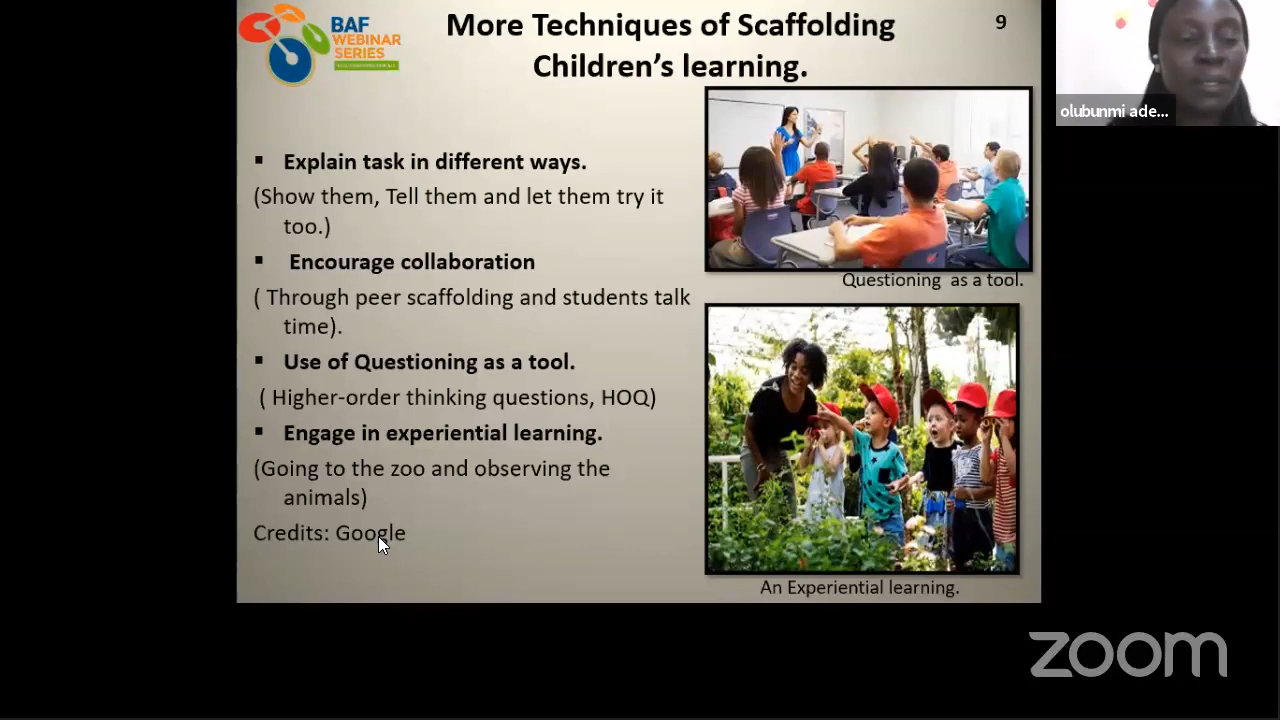 BAF
WEBINAR
SERIES
More Techniques of Scaffolding
Children’s learning.
9
olubunmi ade...
▪ Explain task in different ways.
(Show them, Tell them and let them try it
too.)
▪ Encourage collaboration
( Through peer scaffolding and students talk
time).
▪ Use of Questioning as a tool.
( Higher-order thinking questions, HOQ)
▪ Engage in experiential learning.
(Going to the zoo and observing the
animals)
Credits: Google
Questioning as a tool.
An Experiential learning.
zoom